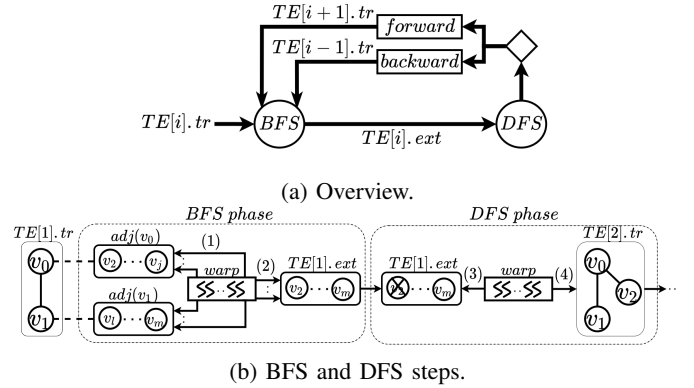 TE[i+1].tr
forward
TE[i−1].tr
backward
TE[i].tr
BFS
DFS
TE[i].ext
(a) Overview.
BFS phase
DFS phase
TE[1].tr
adj(v0)
(1)
TE[2].tr
v0
v2 ··· vj
warp
(2)
TE[1].ext
TE[1].ext
(3)
warp
(4)
v0
v2 ··· vm
v2 ··· vm
v2
adj(v1)
v1
vl ··· vm
v1
(b) BFS and DFS steps.